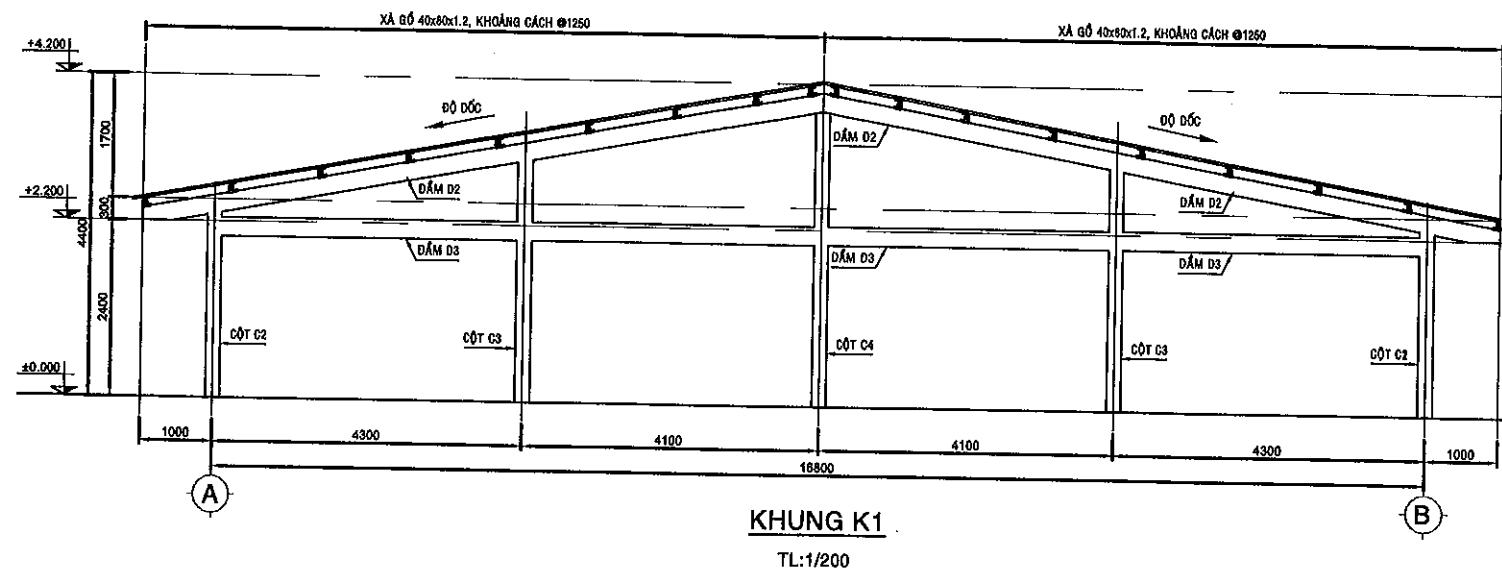 XÀ GỒ 40x80x1.2, KHOẢNG CÁCH @1250
XÀ GỒ 40x80x1.2, KHOẢNG CÁCH @1250
+4.200
ĐỘ DỐC
ĐỘ DỐC
1700
DẦM D2
DẦM D2
DẦM D2
+2.200
300
4400
DẦM D3
DẦM D3
DẦM D3
2400
CỘT C2
CỘT C3
CỘT C4
CỘT C3
CỘT C2
±0.000
1000
4300
4100
4100
4300
1000
16800
A
B
KHUNG K1
TL:1/200